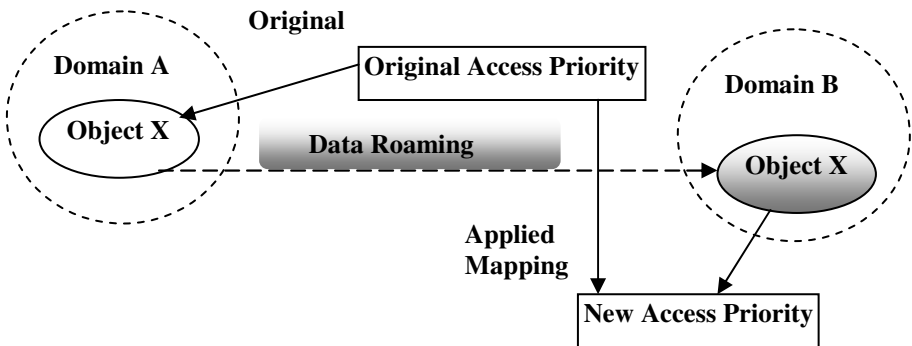 Original
Domain A
Original Access Priority
Domain B
Object X
Data Roaming
Object X
Applied
Mapping
New Access Priority